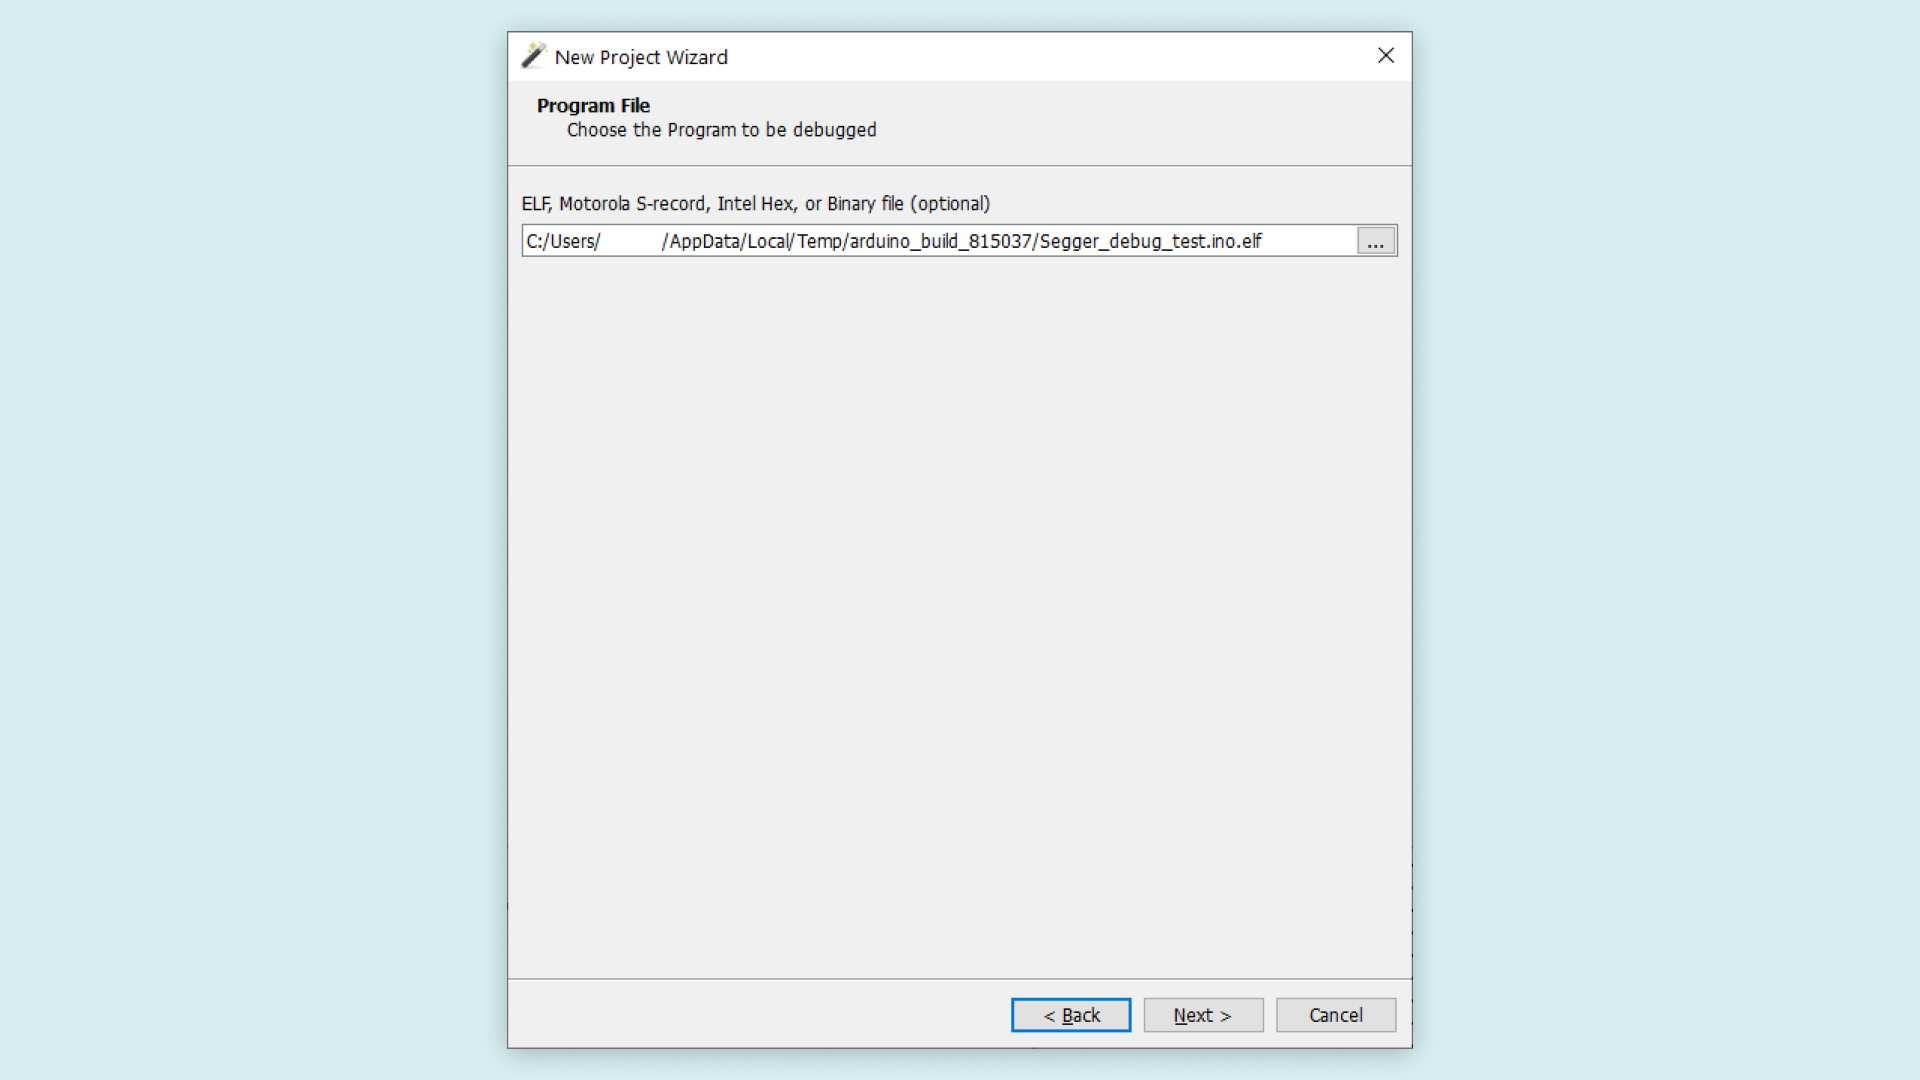 New Project Wizard
Program File
Choose the Program to be debugged
ELF, Motorola S-record, Intel Hex, or Binary file (optional)
C:/Users/ /AppData/Local/Temp/arduino_build_815037/Segger_debug_test.ino.elf ...
< Back Next > Cancel